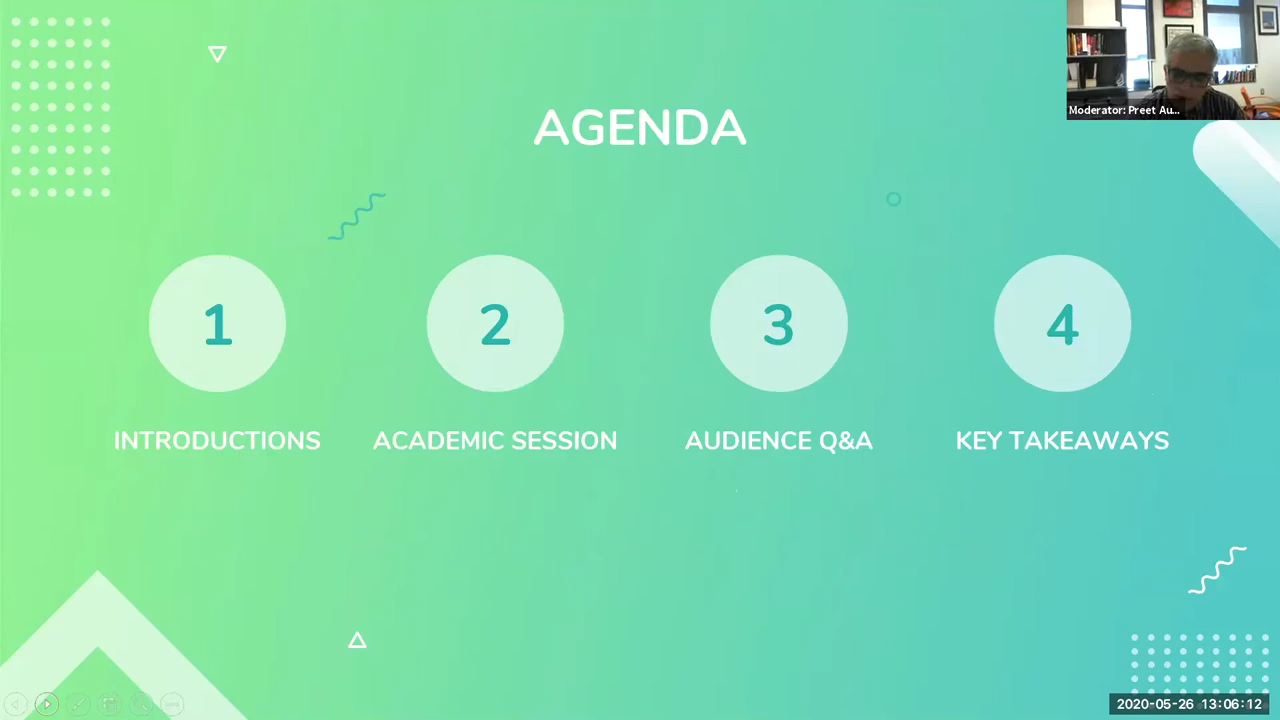 AGENDA
Moderator: Preet Au...
1
2
3
4
INTRODUCTIONS
ACADEMIC SESSION
AUDIENCE Q&A
KEY TAKEAWAYS
2020-05-26 13:06:12